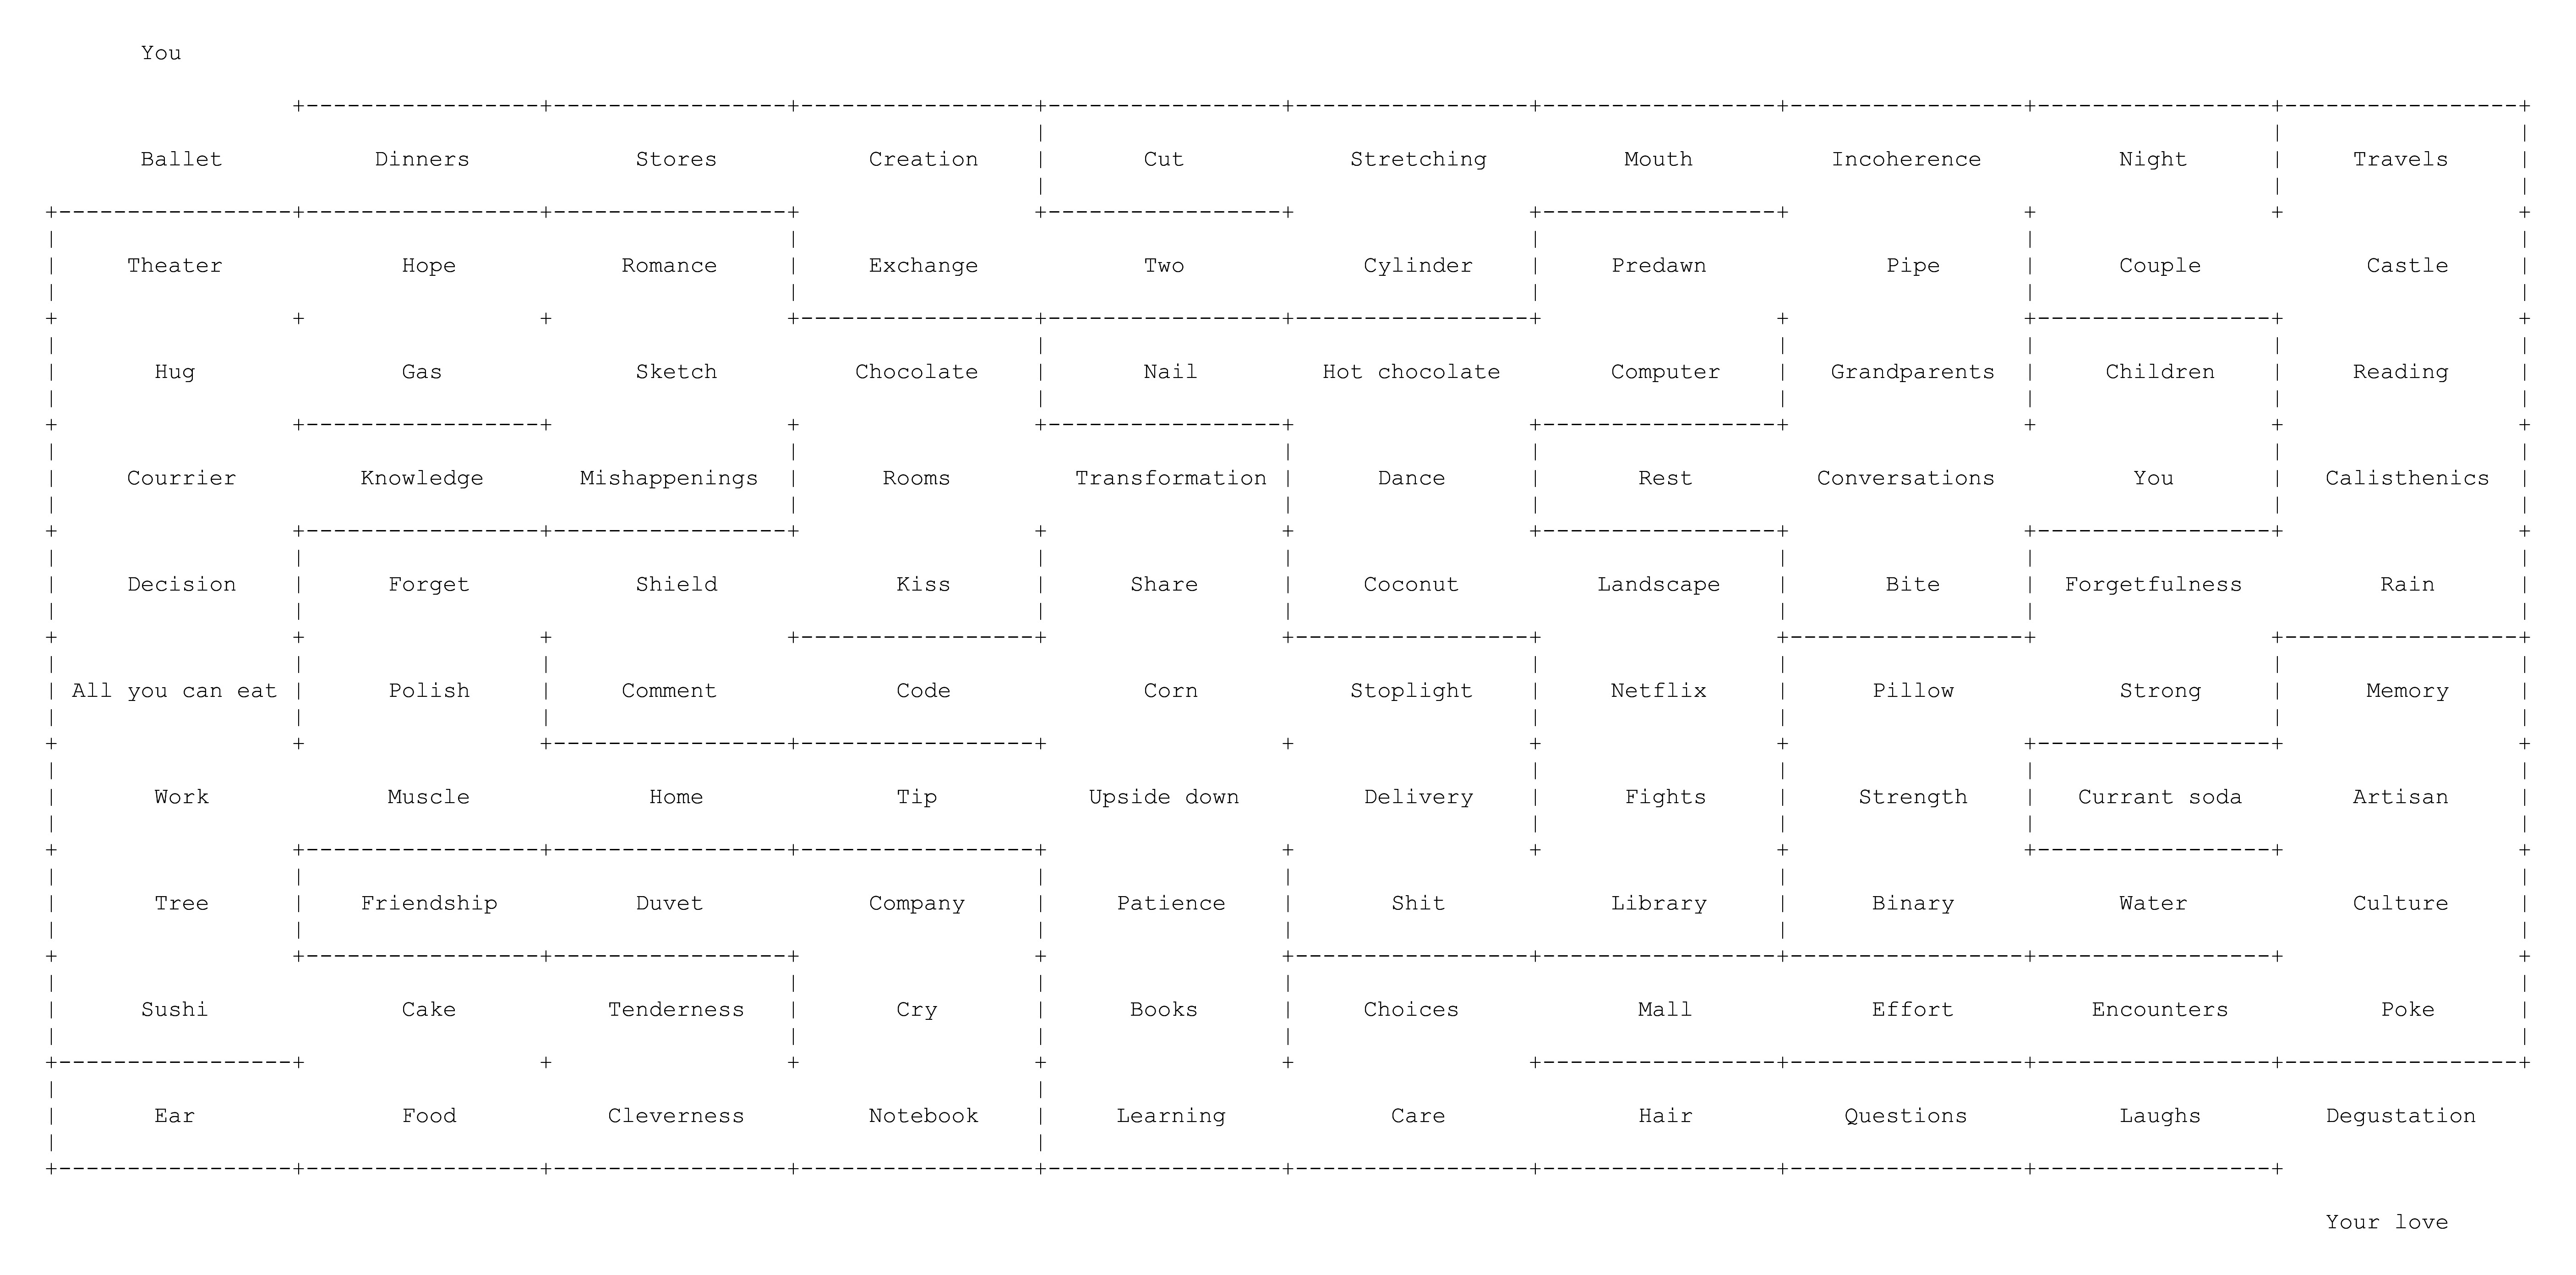 You
Ballet Dinners Stores Creation Cut Stretching Mouth Incoherence Night Travels
Theater Hope Romance Exchange Two Cylinder Predawn Pipe Couple Castle
Hug Gas Sketch Chocolate Nail Hot chocolate Computer Grandparents Children Reading
Courrier Knowledge Mishappenings Rooms Transformation Dance Rest Conversations You Calisthenics
Decision Forget Shield Kiss Share Coconut Landscape Bite Forgetfulness Rain
All you can eat Polish Comment Code Corn Stoplight Netflix Pillow Strong Memory
Work Muscle Home Tip Upside down Delivery Fights Strength Currant soda Artisan
Tree Friendship Duvet Company Patience Shit Library Binary Water Culture
Sushi Cake Tenderness Cry Books Choices Mall Effort Encounters Poke
Ear Food Cleverness Notebook Learning Care Hair Questions Laughs Degustation
Your love